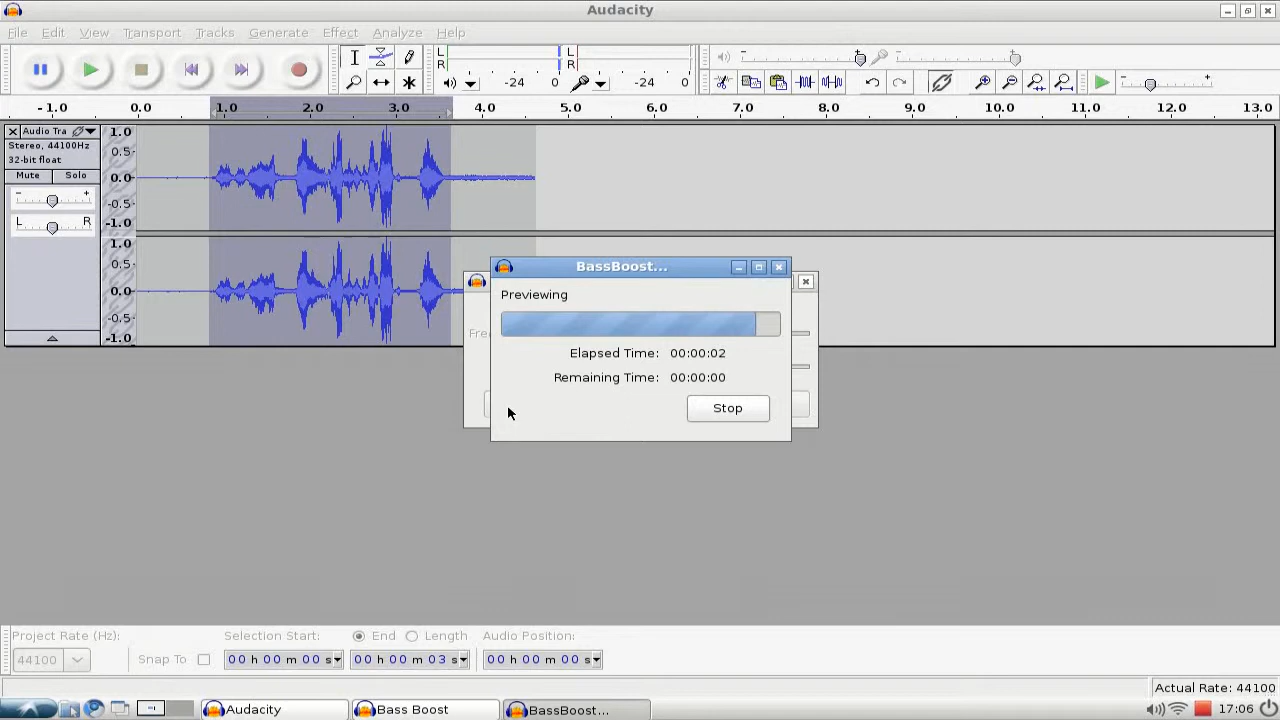 Audacity
File Edit View Transport Tracks Generate Effect Analyze Help
L
R
-24 0
L
R
-24 0
-1.0 0.0 1.0 2.0 3.0 4.0 5.0 6.0 7.0 8.0 9.0 10.0 11.0 12.0 13.0
Audio Tra
Stereo, 44100Hz
32-bit float
Mute Solo
- +
L R
1.0
0.5
0.0
-0.5
-1.0
1.0
0.5
0.0
-0.5
-1.0
BassBoost...
Previewing
Elapsed Time: 00:00:02
Remaining Time: 00:00:00
Stop
Project Rate (Hz): Selection Start: End Length Audio Position:
44100 Snap To 00 h 00 m 00 s 00 h 00 m 03 s 00 h 00 m 00 s
Actual Rate: 44100
Audacity Bass Boost BassBoost... 17:06